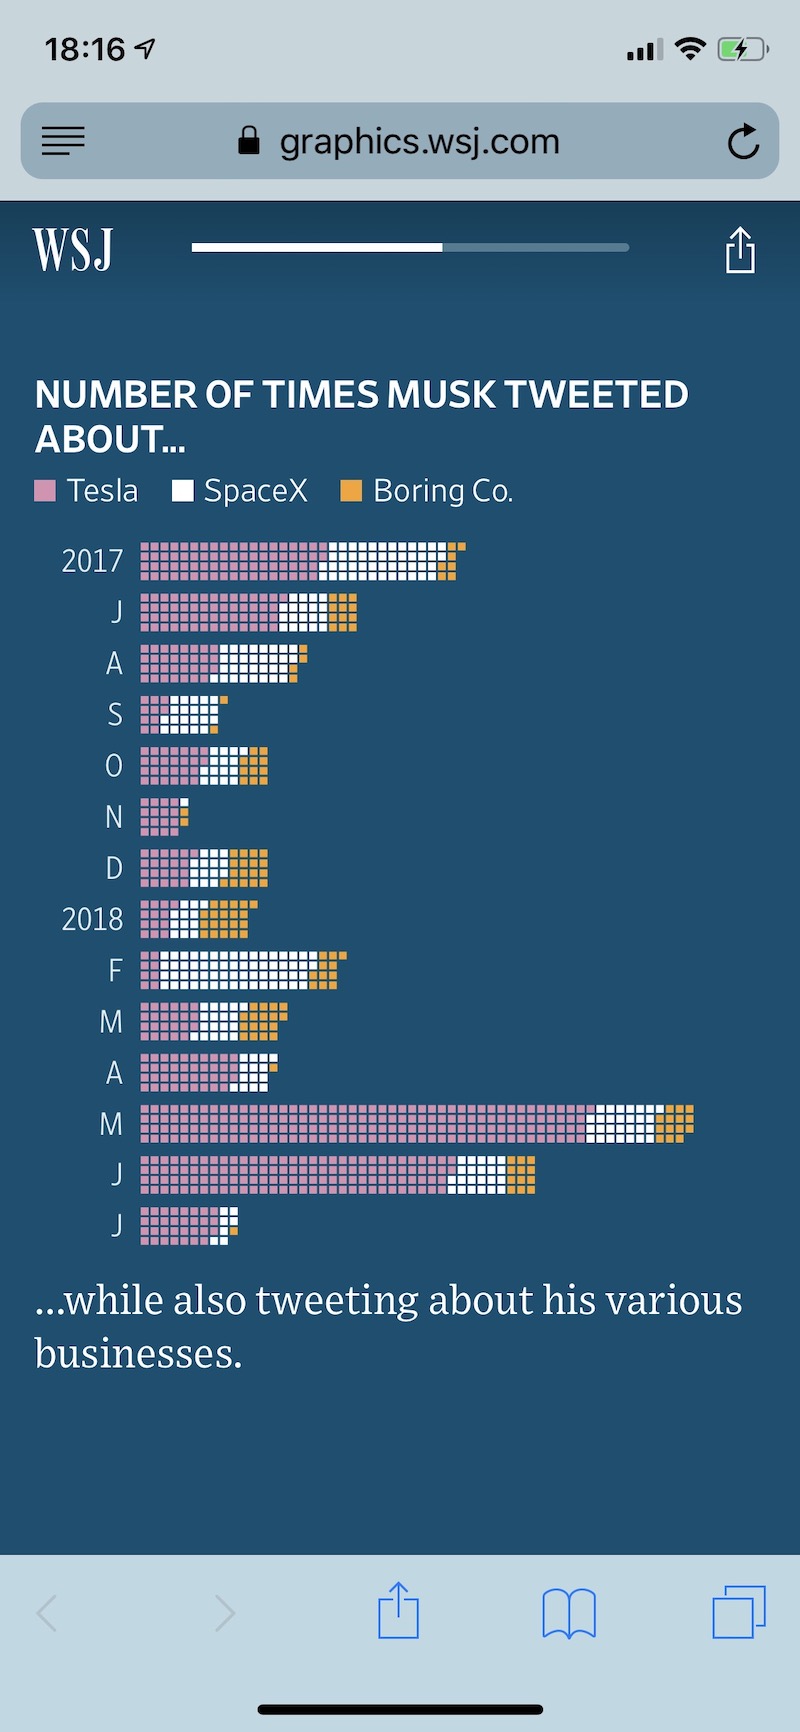 18:16
graphics.wsj.com
WSJ
NUMBER OF TIMES MUSK TWEETED
ABOUT...
Tesla SpaceX Boring Co.
2017
J
A
S
O
N
D
2018
F
M
A
M
J
J
...while also tweeting about his various
businesses.